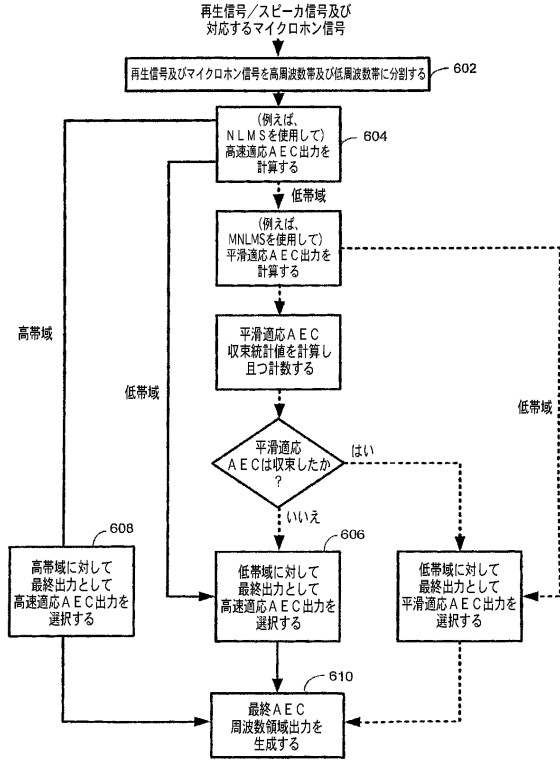 再生信号/スピーカ信号及び
対応するマイクロホン信号
再生信号及びマイクロホン信号を高周波数帯及び低周波数帯に分割する
602
(例えば、
NLMSを使用して)
高速適応AEC出力を
計算する
604
低帯域
(例えば、
MNLMSを使用して)
平滑適応AEC出力を
計算する
平滑適応AEC
収束統計値を計算し
且つ計数する
高帯域
低帯域
低帯域
平滑適応
AECは収束したか
?
はい
いいえ
608
高帯域に対して
最終出力として
高速適応AEC出力を
選択する
606
低帯域に対して
最終出力として
高速適応AEC出力を
選択する
低帯域に対して
最終出力として
平滑適応AEC出力を
選択する
610
最終AEC
周波数領域出力を
生成する